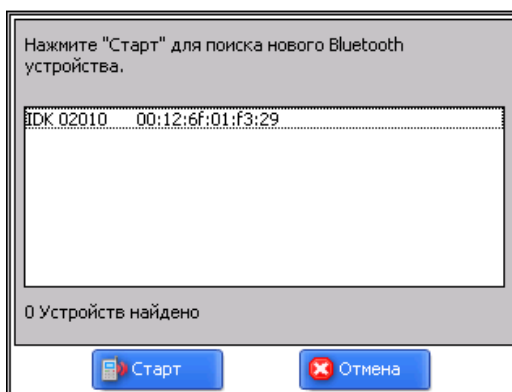 Нажмите "Старт" для поиска нового Bluetooth
устройства.
IDK 02010 00:12:6f:01:f3:29
0 Устройств найдено
Старт Отмена